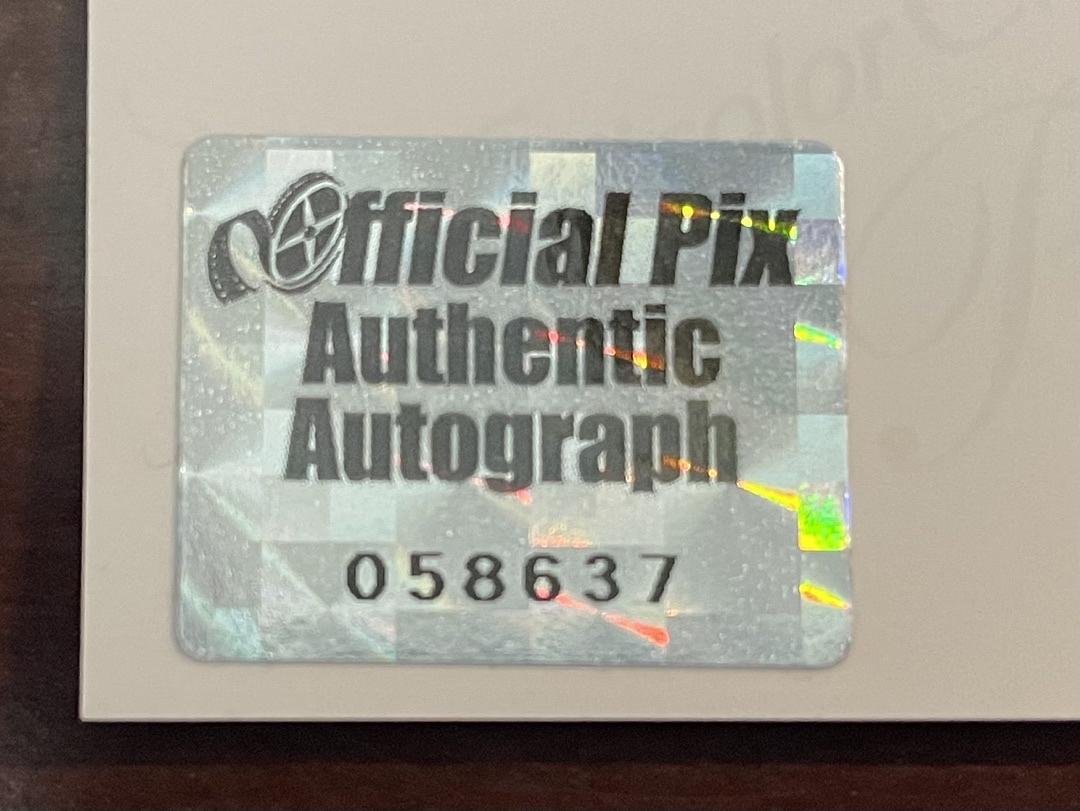 Official Pix
Authentic
Autograph
058637